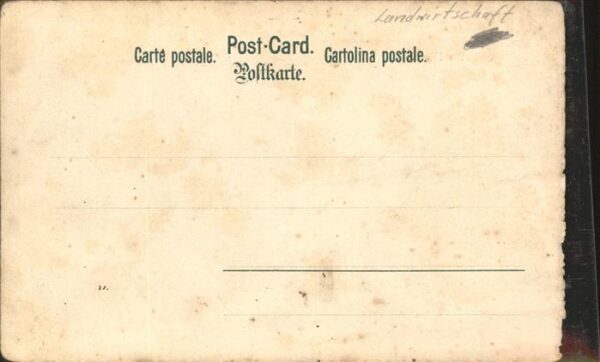 Landwirtschaft
Post-Card.
Carte postale. Cartolina postale.
Poſtkarte.